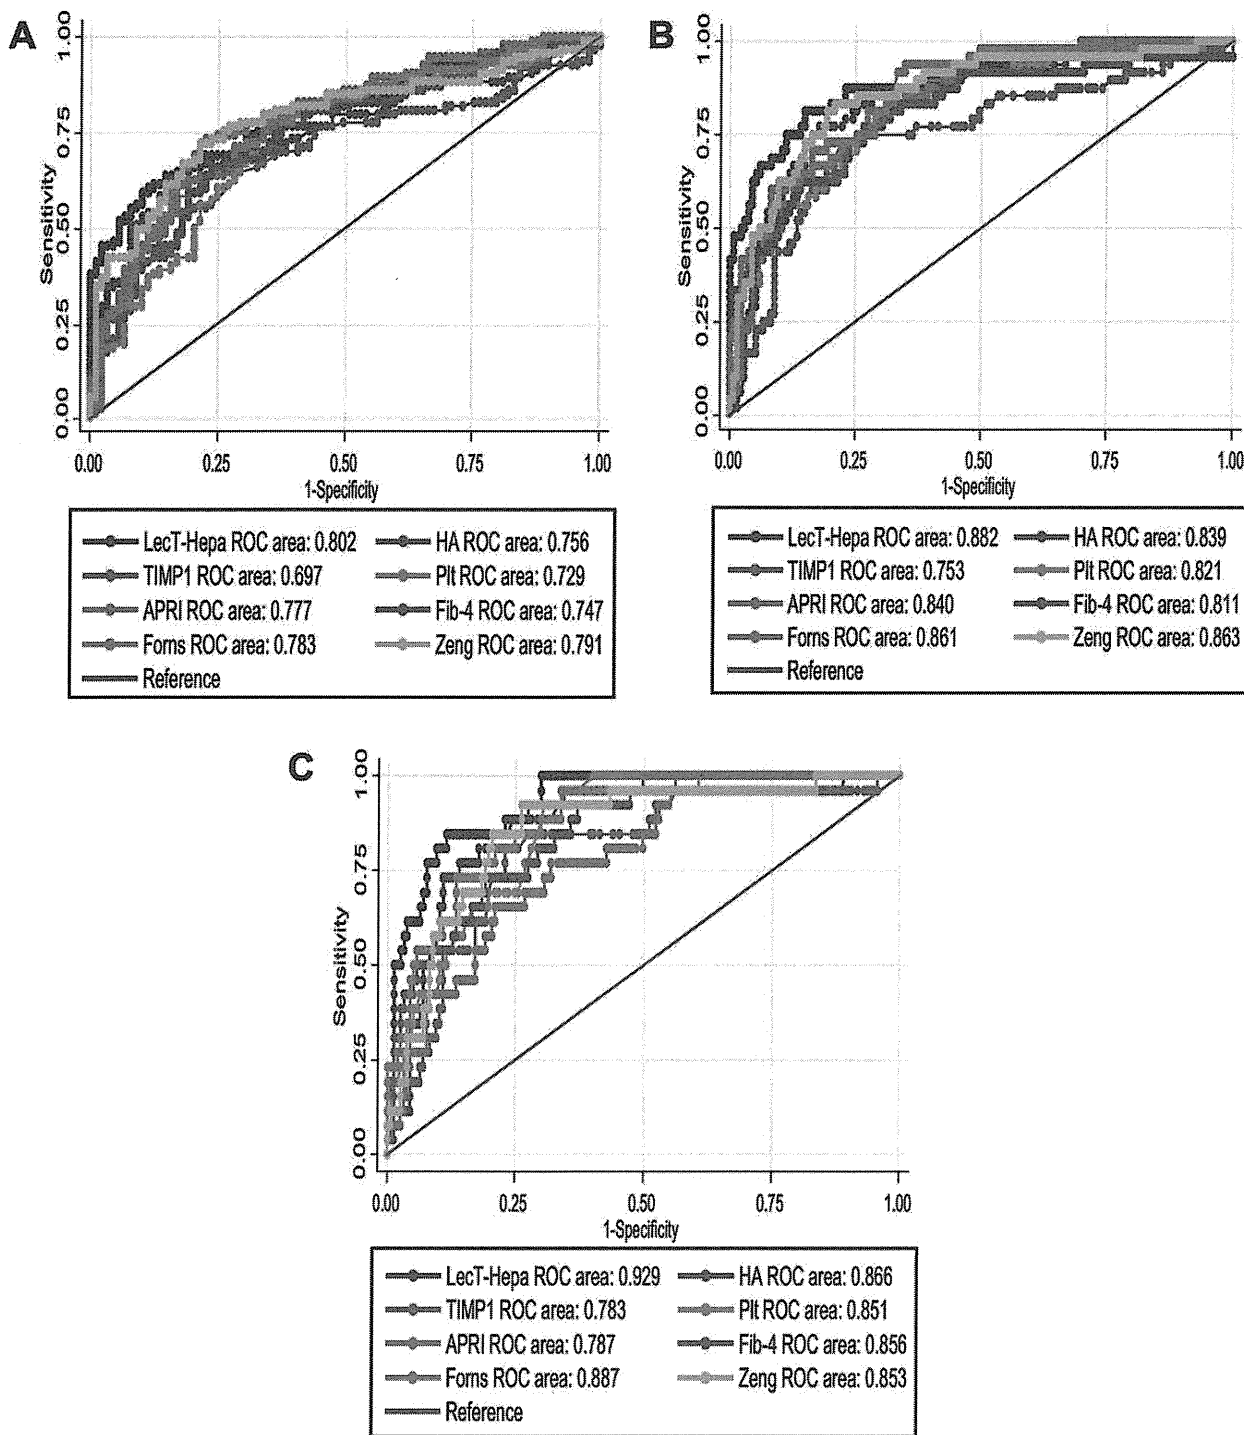 A
Sensitivity
1.00
0.75
0.50
0.25
0.00
0.00 0.25 0.50 0.75 1.00
1-Specificity
LecT-Hepa ROC area: 0.802 HA ROC area: 0.756
TIMP1 ROC area: 0.697 Plt ROC area: 0.729
APRI ROC area: 0.777 Fib-4 ROC area: 0.747
Forns ROC area: 0.783 Zeng ROC area: 0.791
Reference
B
Sensitivity
1.00
0.75
0.50
0.25
0.00
0.00 0.25 0.50 0.75 1.00
1-Specificity
LecT-Hepa ROC area: 0.882 HA ROC area: 0.839
TIMP1 ROC area: 0.753 Plt ROC area: 0.821
APRI ROC area: 0.840 Fib-4 ROC area: 0.811
Forns ROC area: 0.861 Zeng ROC area: 0.863
Reference
C
Sensitivity
1.00
0.75
0.50
0.25
0.00
0.00 0.25 0.50 0.75 1.00
1-Specificity
LecT-Hepa ROC area: 0.929 HA ROC area: 0.866
TIMP1 ROC area: 0.783 Plt ROC area: 0.851
APRI ROC area: 0.787 Fib-4 ROC area: 0.856
Forns ROC area: 0.887 Zeng ROC area: 0.853
Reference